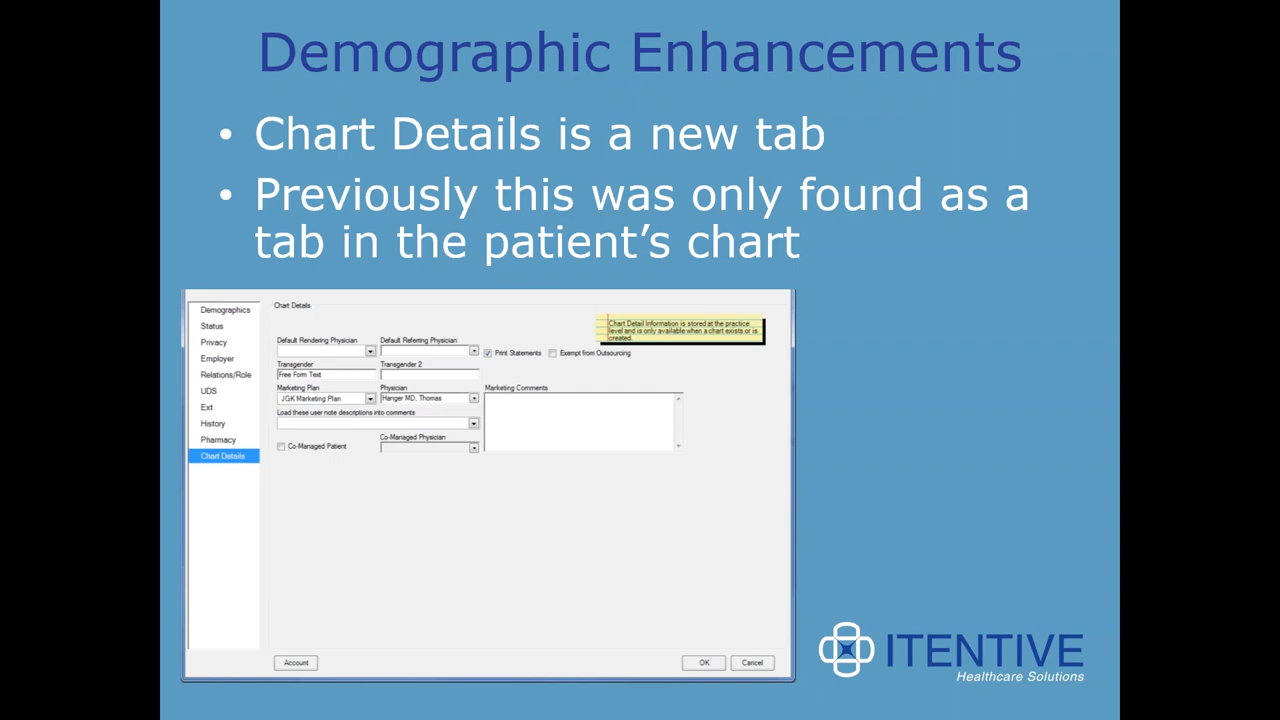 Demographic Enhancements
• Chart Details is a new tab
• Previously this was only found as a
tab in the patient's chart
Demographics
Status
Privacy
Employer
Relations/Role
UDS
Ext
History
Pharmacy
Chart Details
Chart Details
Chart Detail Information is stored at the practice
level and is only available when a chart exists or is
created.
Default Rendering Physician Default Referring Physician
Print Statements Exempt from Outsourcing
Transgender Transgender 2
Free Form Text
Marketing Plan Physician Marketing Comments
JGK Marketing Plan Hanger MD, Thomas
Load these user note descriptions into comments
Co-Managed Physician
Co-Managed Patient
Account OK Cancel
ITENTIVE
Healthcare Solutions